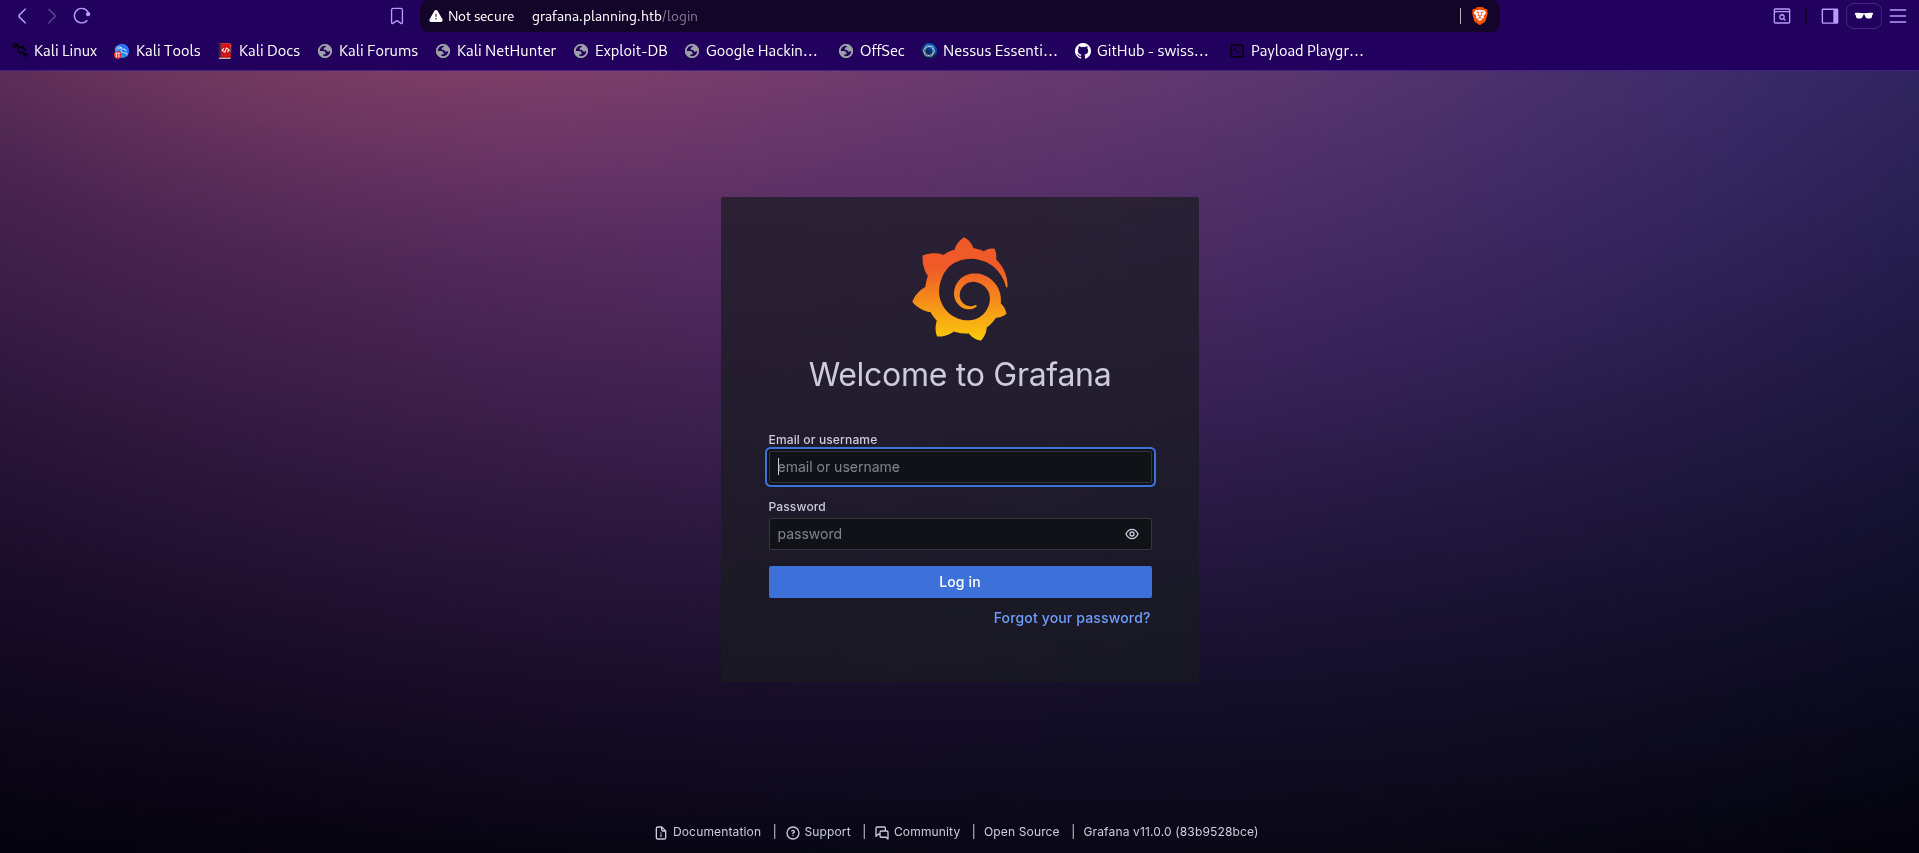 Not secure grafana.planning.htb/login
Kali Linux Kali Tools Kali Docs Kali Forums Kali NetHunter Exploit-DB Google Hackin... OffSec Nessus Essenti... GitHub - swiss... Payload Playgr...
Welcome to Grafana
Email or username
email or username
Password
password
Log in
Forgot your password?
Documentation | Support | Community | Open Source | Grafana v11.0.0 (83b9528bce)